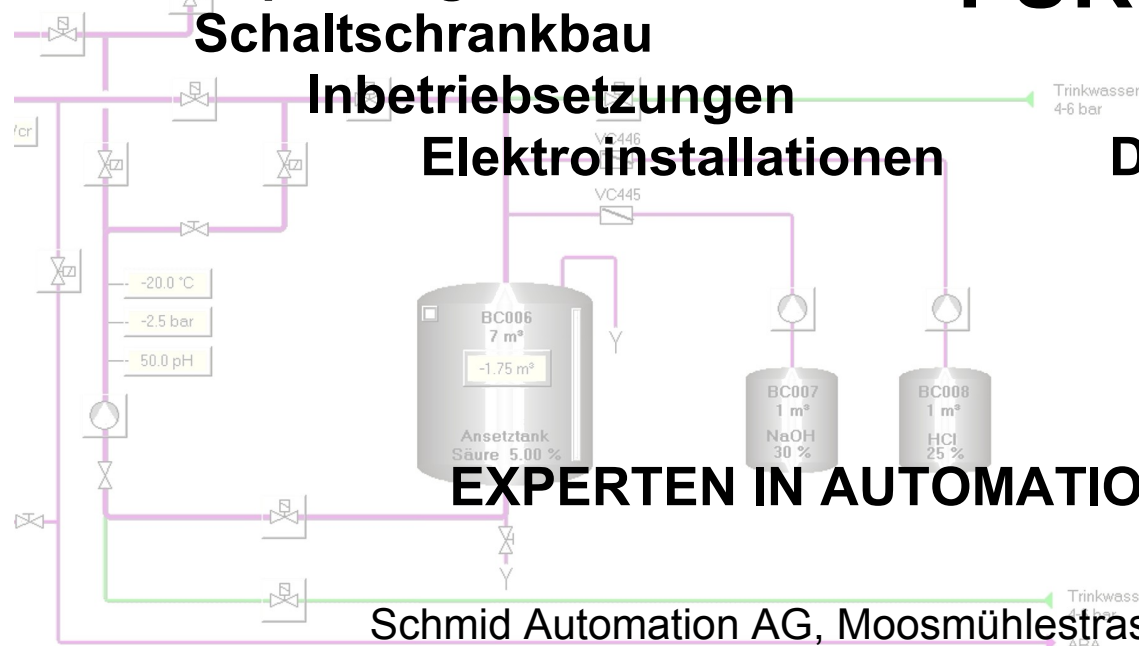 Schaltschrankbau
Inbetriebsetzungen
Trinkwasser
4-6 bar
VC446
Elektroinstallationen
VC445
-20.0 °C
-2.5 bar
50.0 pH
BC006
7 m³
-1.75 m³
Ansetztank
Säure 5.00 %
BC007
1 m³
NaOH
30 %
BC008
1 m³
HCl
25 %
EXPERTEN IN
Schmid Automation AG,